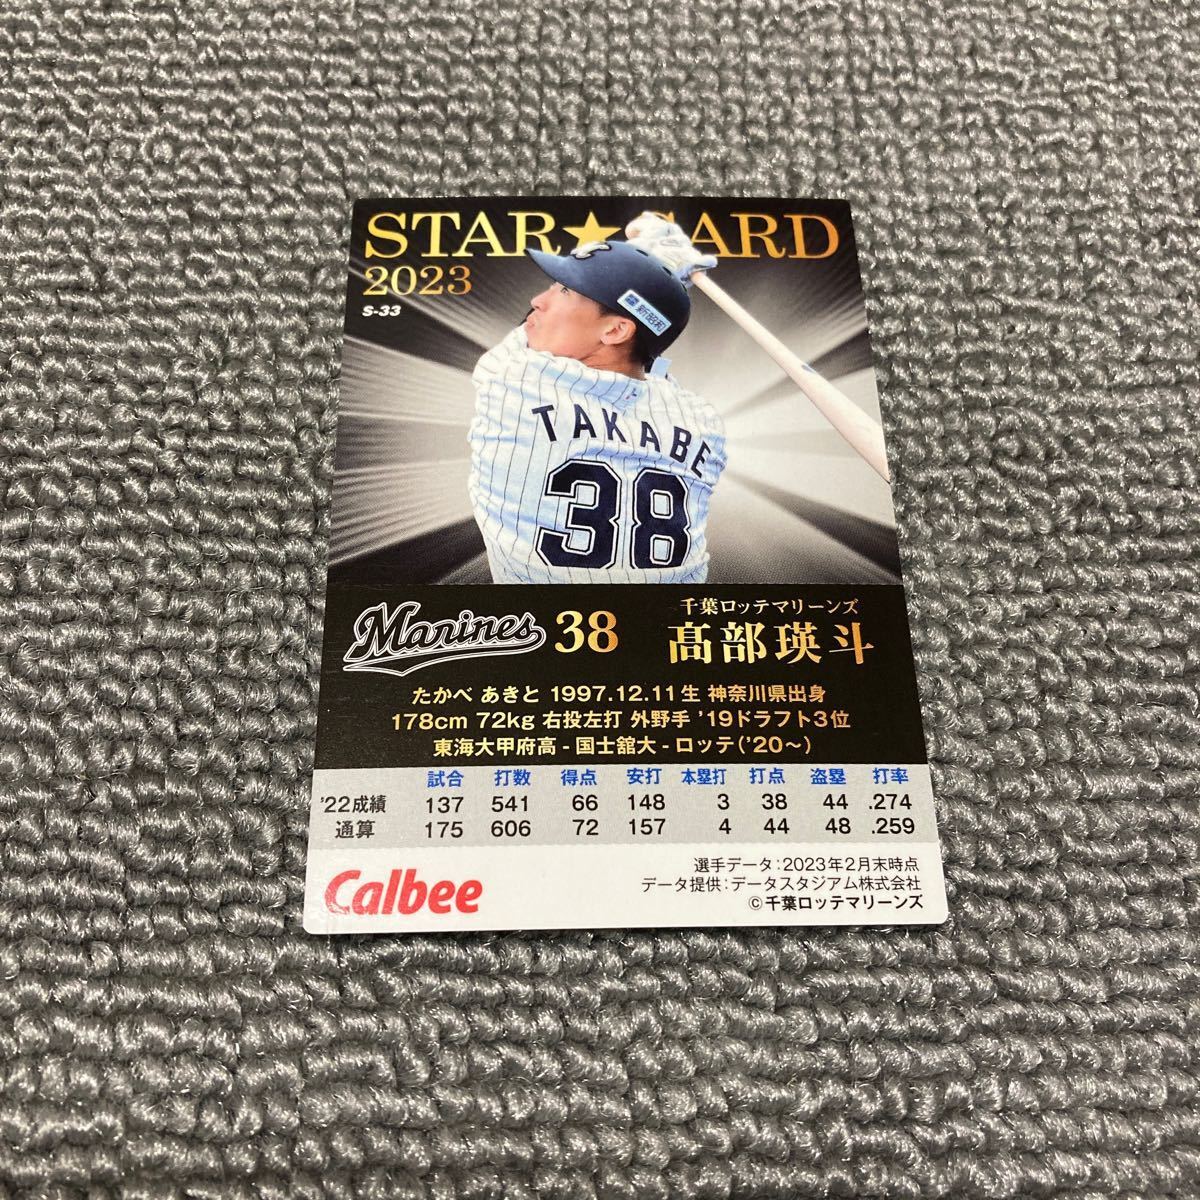 STAR★CARD
2023
S-33
新昭和
TAKABE
38
Marines 38 千葉ロッテマリーンズ
髙部瑛斗
たかべ あきと 1997.12.11生 神奈川県出身
178cm 72kg 右投左打 外野手 '19ドラフト3位
東海大甲府高 - 国士舘大 - ロッテ('20〜)
試合 打数 得点 安打 本塁打 打点 盗塁 打率
'22成績 137 541 66 148 3 38 44 .274
通算 175 606 72 157 4 44 48 .259
Calbee
選手データ：2023年2月末時点
データ提供：データスタジアム株式会社
©千葉ロッテマリーンズ